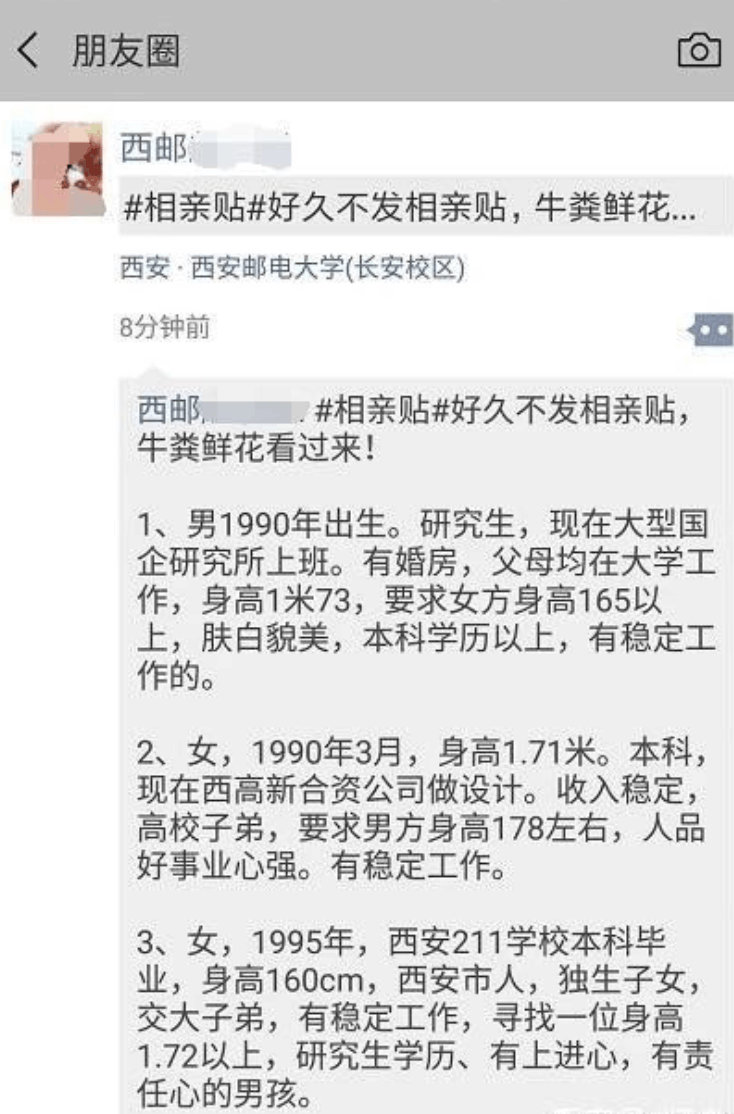 朋友圈
西邮
#相亲贴#好久不发相亲贴，牛粪鲜花...
西安 · 西安邮电大学(长安校区)
8分钟前
西邮 #相亲贴#好久不发相亲贴，
牛粪鲜花看过来！
1、男1990年出生。研究生，现在大型国
企研究所上班。有婚房，父母均在大学工
作，身高1米73，要求女方身高165以
上，肤白貌美，本科学历以上，有稳定工
作的。
2、女，1990年3月，身高1.71米。本科，
现在西高新合资公司做设计。收入稳定，
高校子弟，要求男方身高178左右，人品
好事业心强。有稳定工作。
3、女，1995年，西安211学校本科毕
业，身高160cm，西安市人，独生子女，
交大子弟，有稳定工作，寻找一位身高
1.72以上，研究生学历、有上进心，有责
任心的男孩。